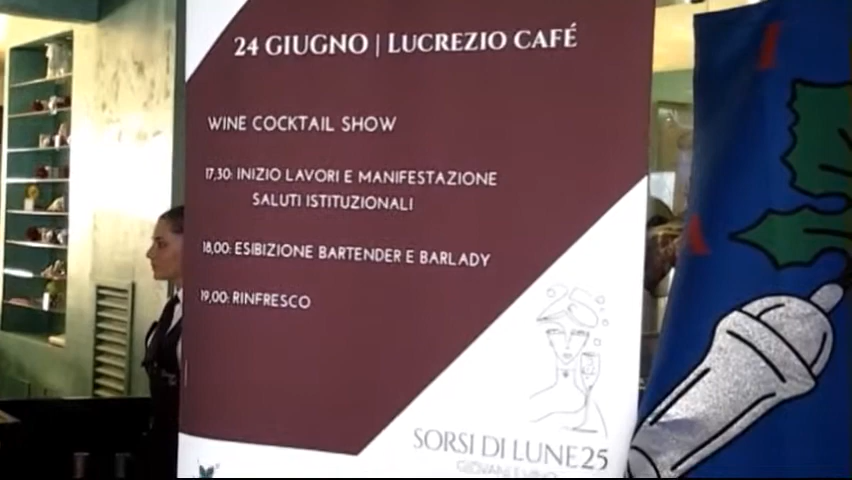 24 GIUGNO | LUCREZIO CAFÉ
WINE COCKTAIL SHOW
17,30: INIZIO LAVORI E MANIFESTAZIONE
SALUTI ISTITUZIONALI
18,00: ESIBIZIONE BARTENDER E BARLADY
19,00: RINFRESCO
SORSI DI LUNE25
GIOVANI E VINO